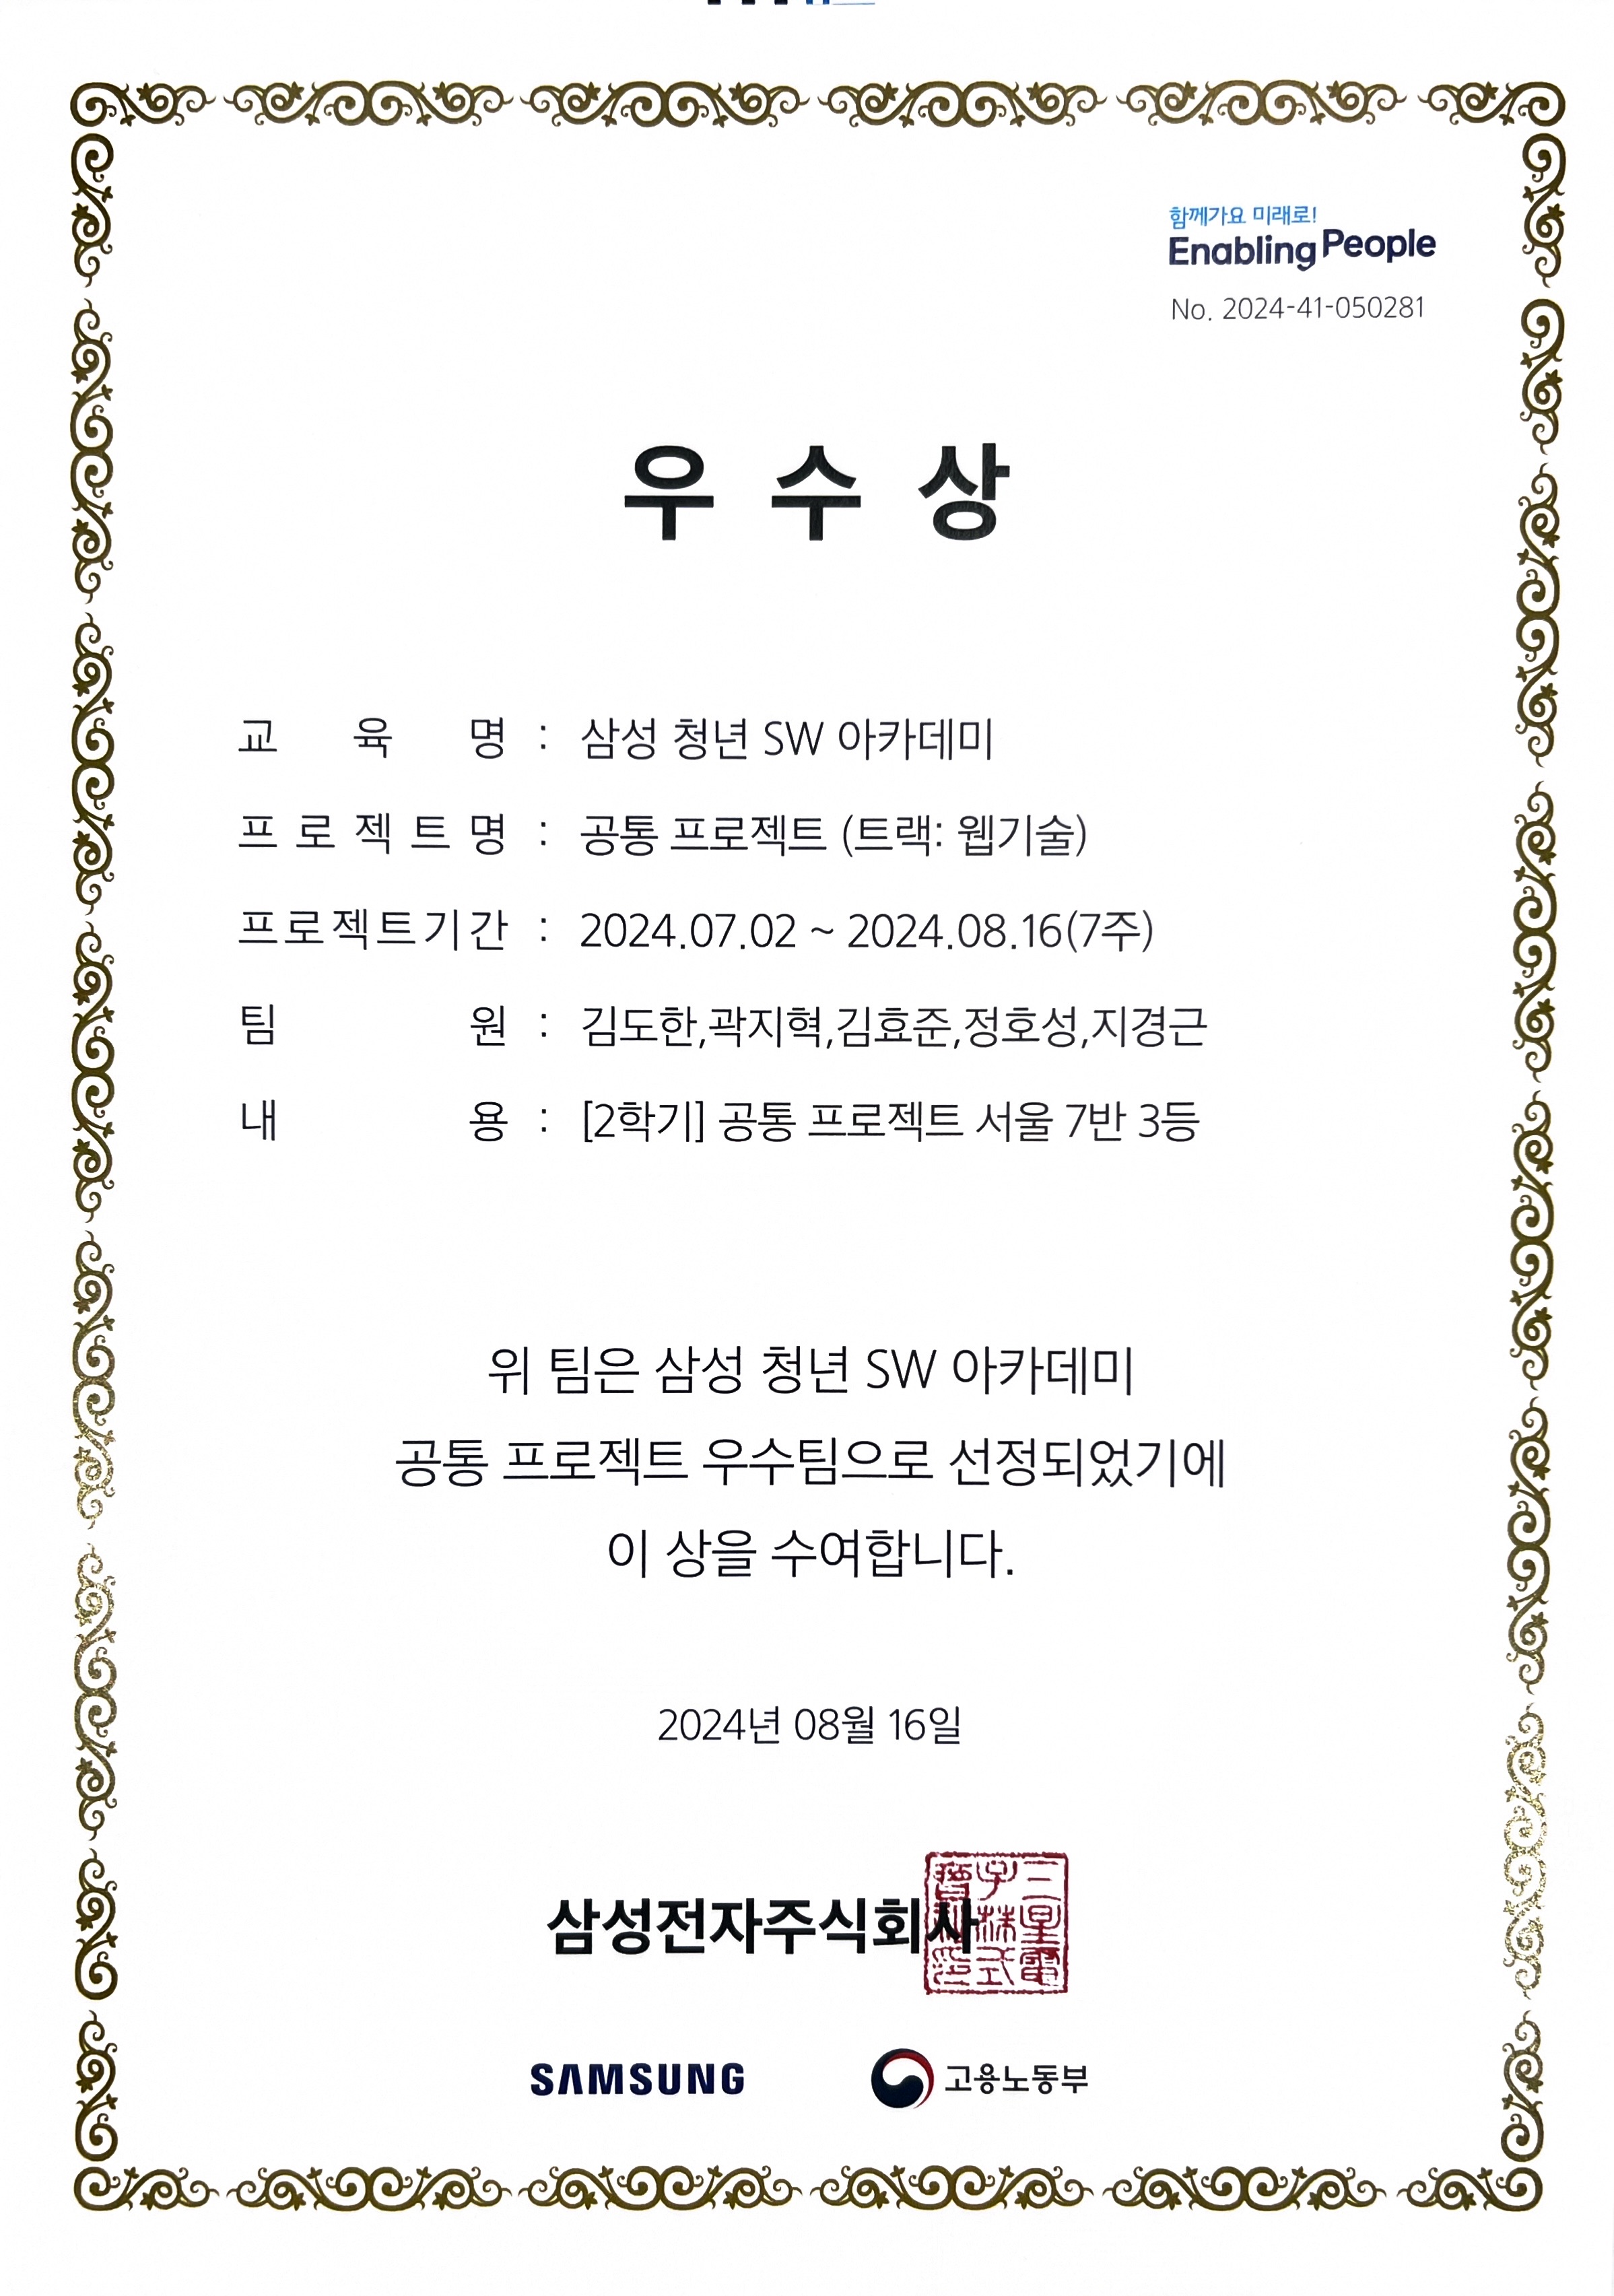 함께가요 미래로!
Enabling People
No. 2024-41-050281
우 수 상
교 육 명 : 삼성 청년 SW 아카데미
프 로 젝 트 명 : 공통 프로젝트 (트랙: 웹기술)
프로젝트기간 : 2024.07.02 ~ 2024.08.16(7주)
팀 원 : 김도한,곽지혁,김효준,정호성,지경근
내 용 : [2학기] 공통 프로젝트 서울 7반 3등
위 팀은 삼성 청년 SW 아카데미
공통 프로젝트 우수팀으로 선정되었기에
이 상을 수여합니다.
2024년 08월 16일
삼성전자주식회사
SAMSUNG 고용노동부